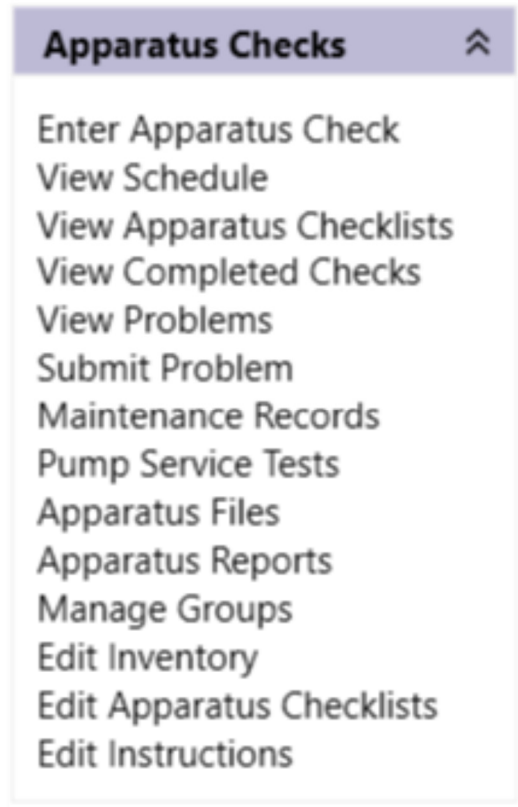 Apparatus Checks
Enter Apparatus Check
View Schedule
View Apparatus Checklists
View Completed Checks
View Problems
Submit Problem
Maintenance Records
Pump Service Tests
Apparatus Files
Apparatus Reports
Manage Groups
Edit Inventory
Edit Apparatus Checklists
Edit Instructions